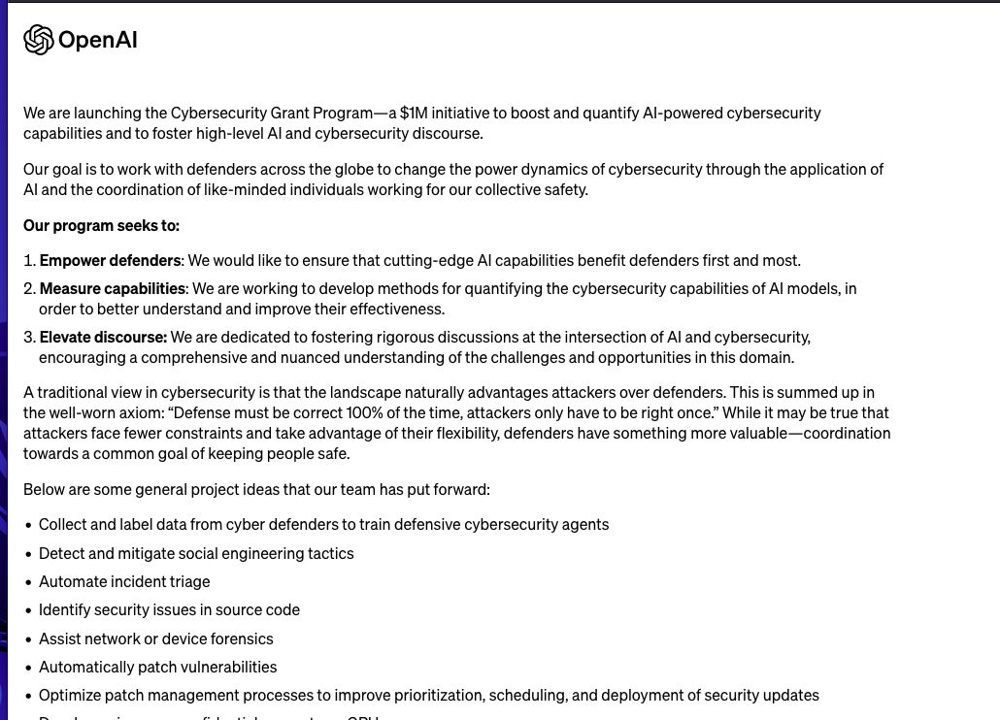 OpenAI
We are launching the Cybersecurity Grant Program—a $1M initiative to boost and quantify AI-powered cybersecurity
capabilities and to foster high-level AI and cybersecurity discourse.
Our goal is to work with defenders across the globe to change the power dynamics of cybersecurity through the application of
AI and the coordination of like-minded individuals working for our collective safety.
Our program seeks to:
1. Empower defenders: We would like to ensure that cutting-edge AI capabilities benefit defenders first and most.
2. Measure capabilities: We are working to develop methods for quantifying the cybersecurity capabilities of AI models, in
order to better understand and improve their effectiveness.
3. Elevate discourse: We are dedicated to fostering rigorous discussions at the intersection of AI and cybersecurity,
encouraging a comprehensive and nuanced understanding of the challenges and opportunities in this domain.
A traditional view in cybersecurity is that the landscape naturally advantages attackers over defenders. This is summed up in
the well-worn axiom: “Defense must be correct 100% of the time, attackers only have to be right once.” While it may be true that
attackers face fewer constraints and take advantage of their flexibility, defenders have something more valuable—coordination
towards a common goal of keeping people safe.
Below are some general project ideas that our team has put forward:
• Collect and label data from cyber defenders to train defensive cybersecurity agents
• Detect and mitigate social engineering tactics
• Automate incident triage
• Identify security issues in source code
• Assist network or device forensics
• Automatically patch vulnerabilities
• Optimize patch management processes to improve prioritization, scheduling, and deployment of security updates